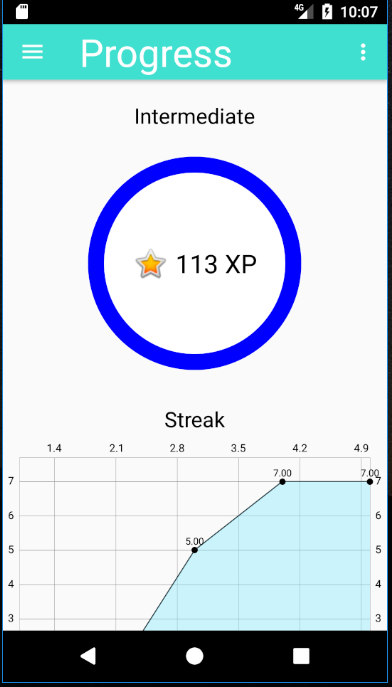 4G 10:07
Progress
Intermediate
113 XP
Streak
1.4 2.1 2.8 3.5 4.2 4.9
7 7.00 7.00 7
6 6
5 5.00 5
4 4
3 3